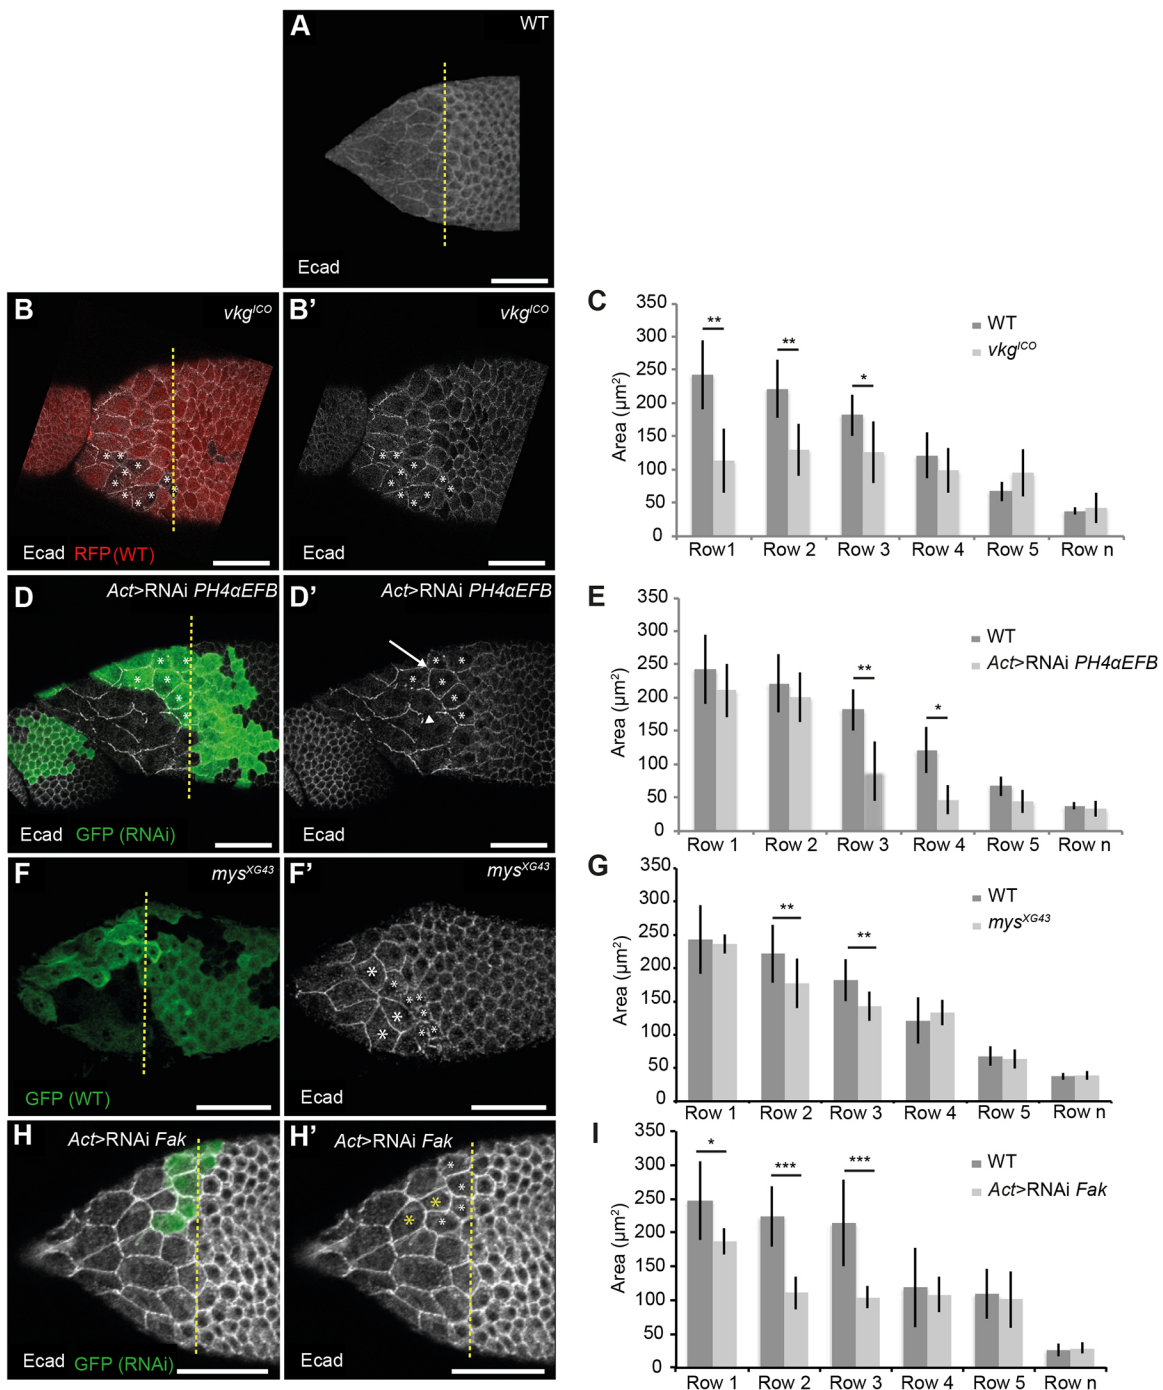 A WT
Ecad
B vkgᴵᶜᴼ
* * * * * * * * *
Ecad RFP (WT)
B’ vkgᴵᶜᴼ
* * * * * * * * *
Ecad
C
350
300
250
200
150
100
50
0
Area (µm²)
** ** *
WT
vkgᴵᶜᴼ
Row1 Row 2 Row 3 Row 4 Row 5 Row n
D Act>RNAi PH4αEFB
* * * * * *
Ecad GFP (RNAi)
D’ Act>RNAi PH4αEFB
* * * * * *
Ecad
E
350
300
250
200
150
100
50
0
Area (µm²)
** *
WT
Act>RNAi PH4αEFB
Row 1 Row 2 Row 3 Row 4 Row 5 Row n
F mysˣᴳ⁴³
GFP (WT)
F’ mysˣᴳ⁴³
* * * * * * * * * *
Ecad
G
350
300
250
200
150
100
50
0
Area (µm²)
** **
WT
mysˣᴳ⁴³
Row 1 Row 2 Row 3 Row 4 Row 5 Row n
H Act>RNAi Fak
Ecad GFP (RNAi)
H’ Act>RNAi Fak
* * * * * *
Ecad
I
350
300
250
200
150
100
50
0
Area (µm²)
* *** ***
WT
Act>RNAi Fak
Row 1 Row 2 Row 3 Row 4 Row 5 Row n